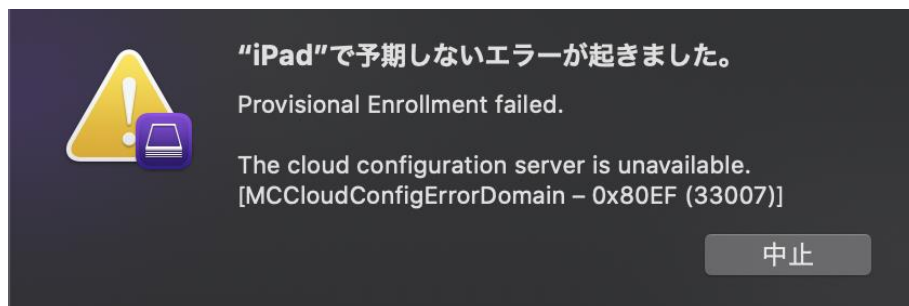 “iPad”で予期しないエラーが起きました。
Provisional Enrollment failed.
The cloud configuration server is unavailable.
[MCCloudConfigErrorDomain – 0x80EF (33007)]
中止